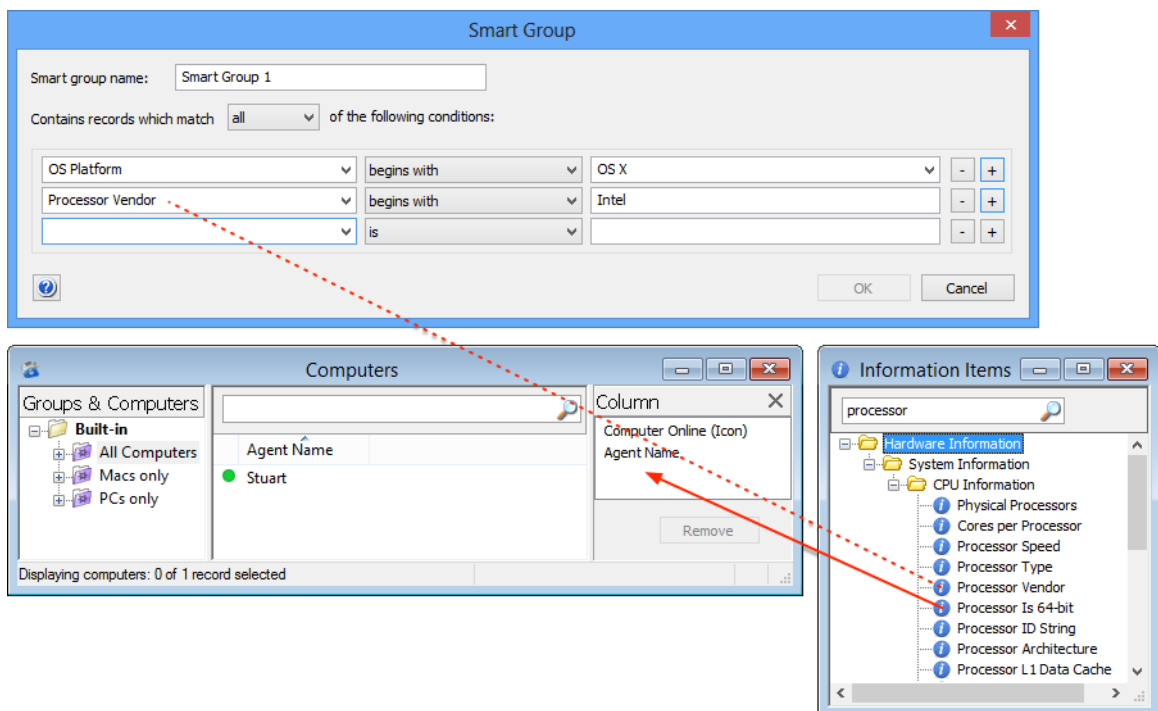 Smart Group
Smart group name: Smart Group 1
Contains records which match all of the following conditions:
OS Platform begins with OS X - +
Processor Vendor begins with Intel - +
is - +
OK Cancel
Computers
Groups & Computers
Built-in
All Computers
Macs only
PCs only
Agent Name
Stuart
Column
Computer Online (Icon)
Agent Name
Remove
Displaying computers: 0 of 1 record selected
Information Items
processor
Hardware Information
System Information
CPU Information
Physical Processors
Cores per Processor
Processor Speed
Processor Type
Processor Vendor
Processor Is 64-bit
Processor ID String
Processor Architecture
Processor L1 Data Cache